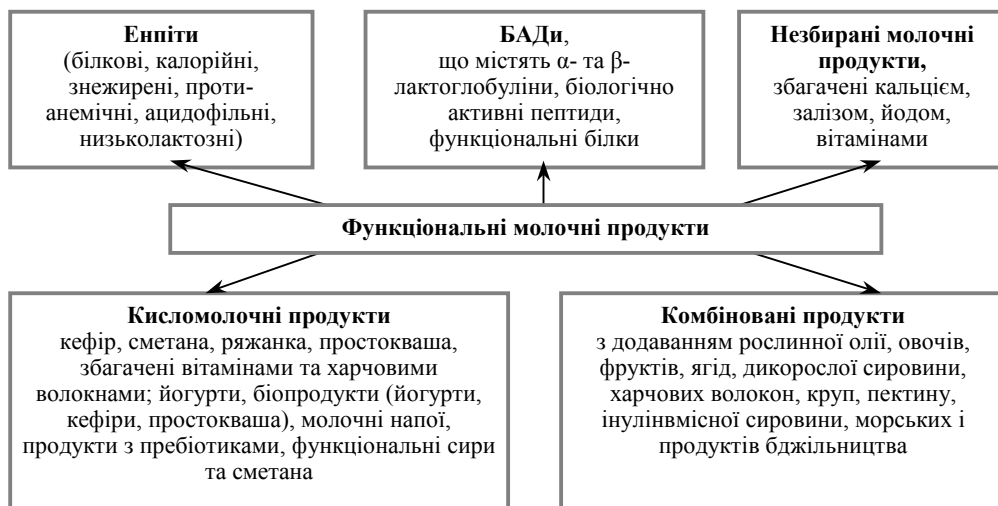 Енпіти
(білкові, калорійні,
знежирені, проти-
анемічні, ацидофільні,
низьколактозні)
БАДи,
що містять α- та β-
лактоглобуліни, біологічно
активні пептиди,
функціональні білки
Незбирані молочні
продукти,
збагачені кальцієм,
залізом, йодом,
вітамінами
Функціональні молочні продукти
Кисломолочні продукти
кефір, сметана, ряжанка, простокваша,
збагачені вітамінами та харчовими
волокнами; йогурти, біопродукти (йогурти,
кефіри, простокваша), молочні напої,
продукти з пребіотиками, функціональні сири
та сметана
Комбіновані продукти
з додаванням рослинної олії, овочів,
фруктів, ягід, дикорослої сировини,
харчових волокон, круп, пектину,
інулінвмісної сировини, морських і
продуктів бджільництва